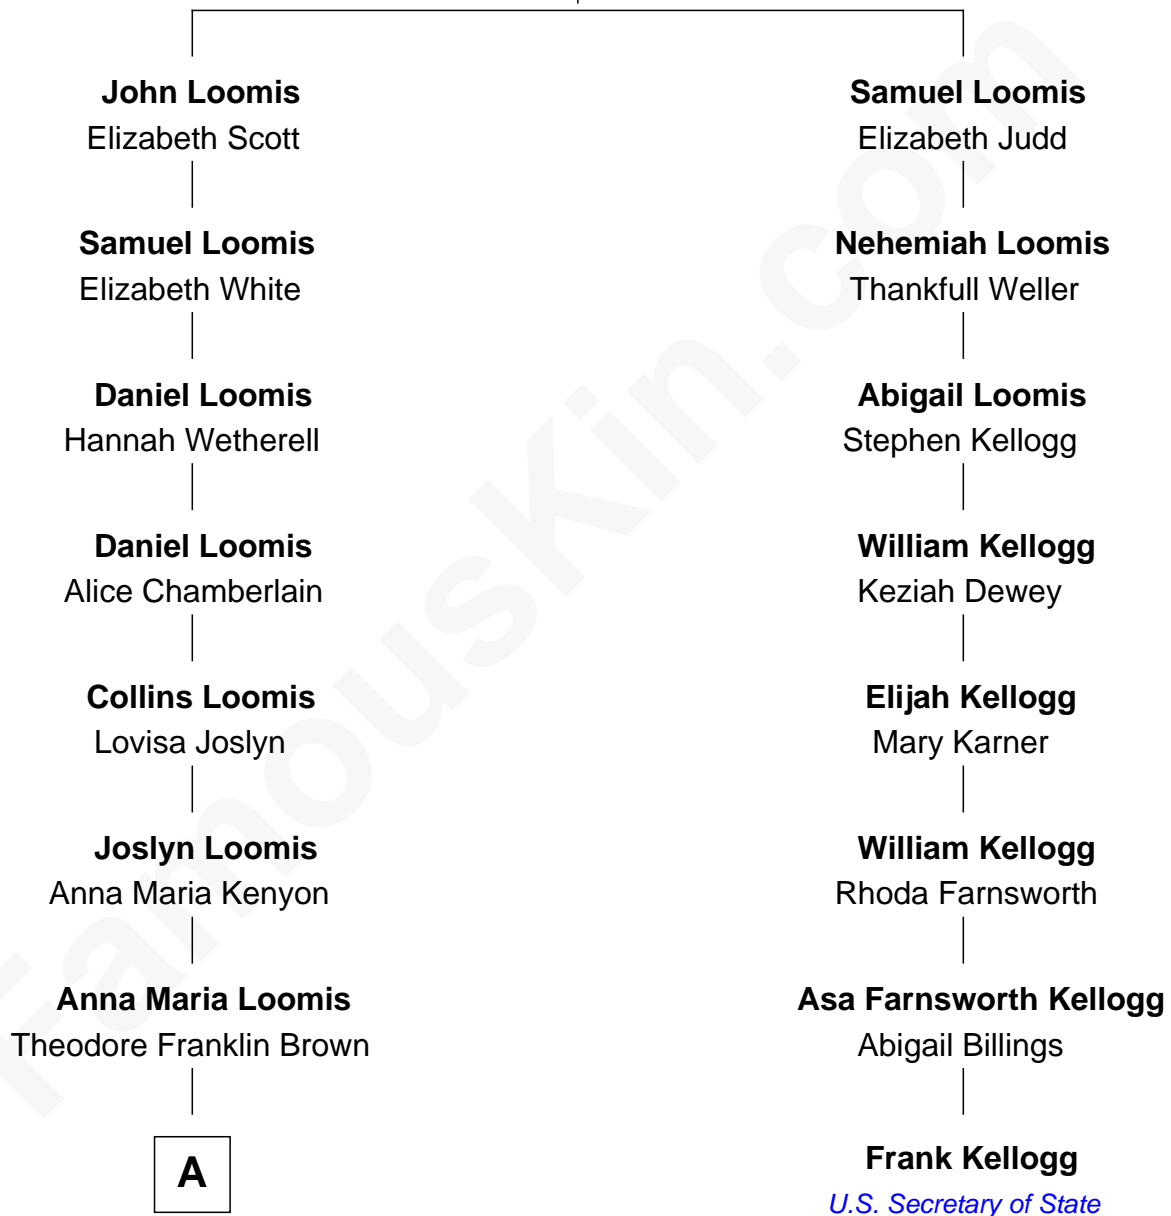 John Loomis
Elizabeth Scott
Samuel Loomis
Elizabeth White
Daniel Loomis
Hannah Wetherell
Daniel Loomis
Alice Chamberlain
Collins Loomis
Lovisa Joslyn
Joslyn Loomis
Anna Maria Kenyon
Anna Maria Loomis
Theodore Franklin Brown
A
Samuel Loomis
Elizabeth Judd
Nehemiah Loomis
Thankfull Weller
Abigail Loomis
Stephen Kellogg
William Kellogg
Keziah Dewey
Elijah Kellogg
Mary Karner
William Kellogg
Rhoda Farnsworth
Asa Farnsworth Kellogg
Abigail Billings
Frank Kellogg
U.S. Secretary of State
FamousKin.com